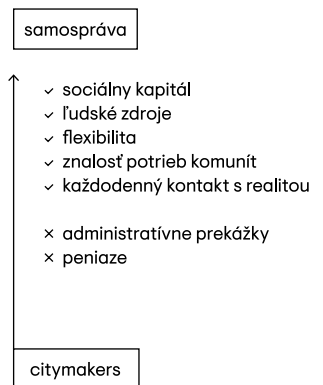 samospráva
✓ sociálny kapitál
✓ ľudské zdroje
✓ flexibilita
✓ znalosť potrieb komunít
✓ každodenný kontakt s realitou
× administratívne prekážky
× peniaze
citymakers